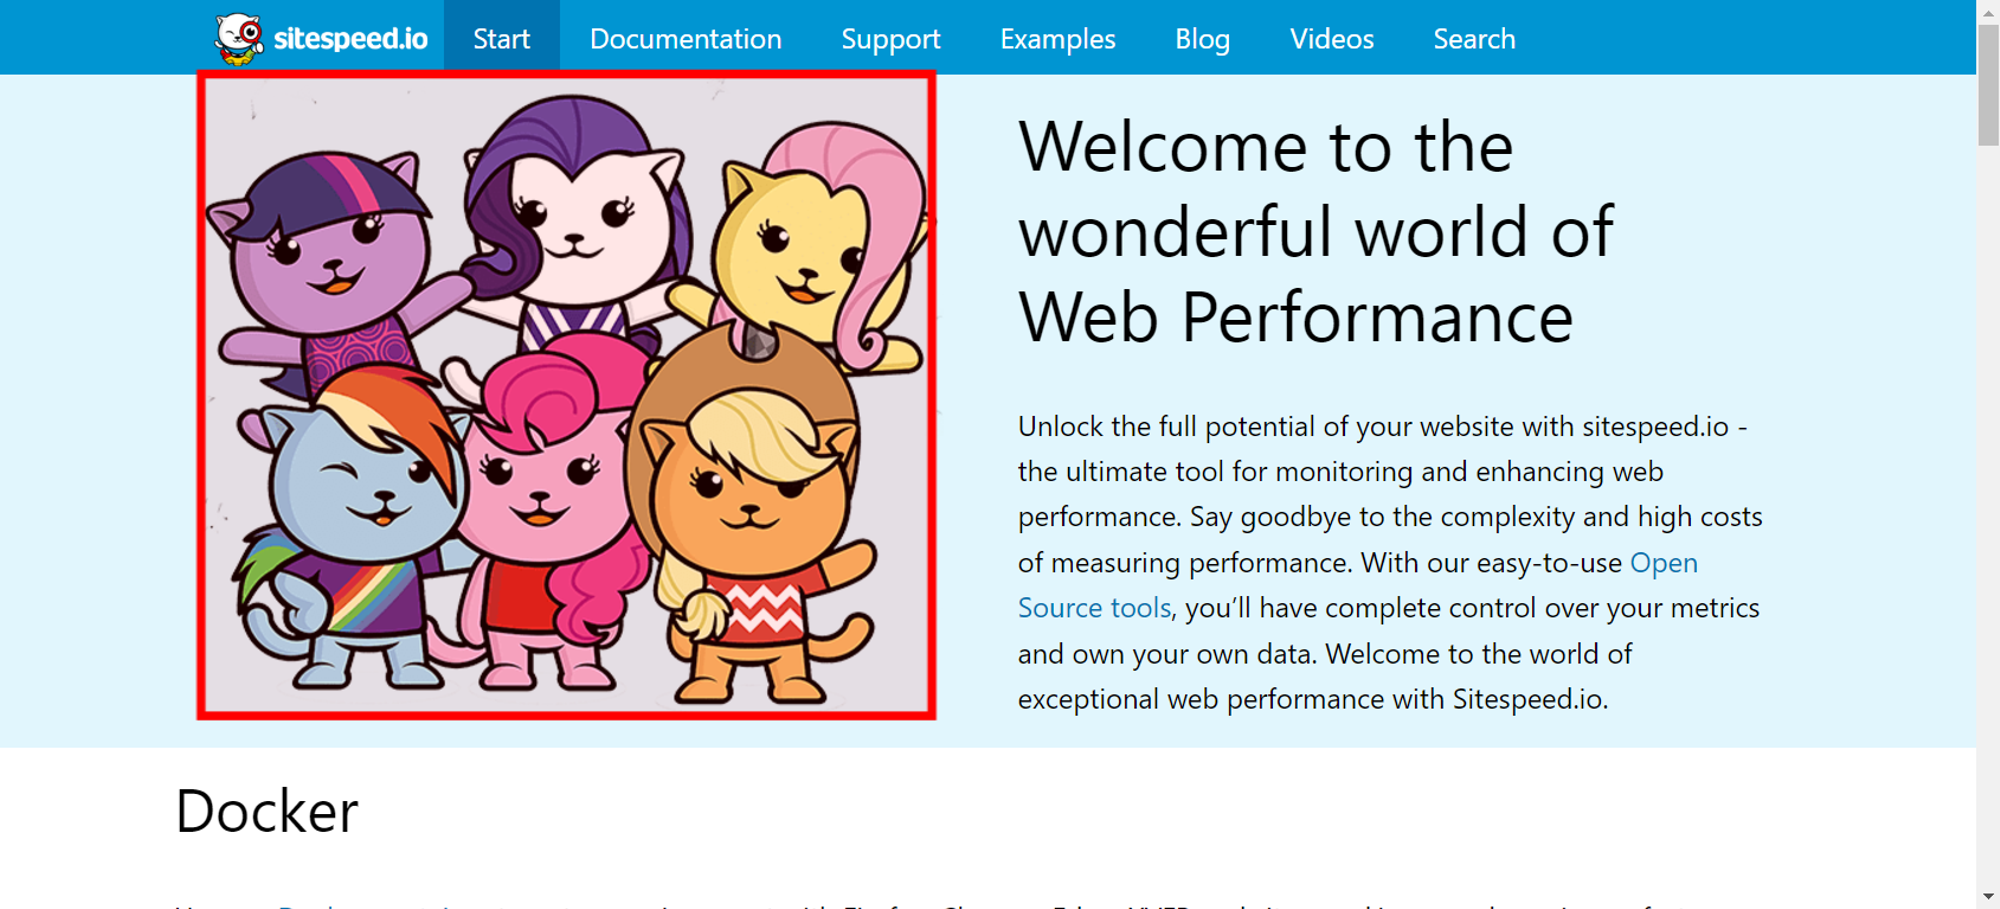 sitespeed.io
Start
Documentation
Support
Examples
Blog
Videos
Search
Welcome to the
wonderful world of
Web Performance
Unlock the full potential of your website with sitespeed.io -
the ultimate tool for monitoring and enhancing web
performance. Say goodbye to the complexity and high costs
of measuring performance. With our easy-to-use Open
Source tools, you’ll have complete control over your metrics
and own your own data. Welcome to the world of
exceptional web performance with Sitespeed.io.
Docker